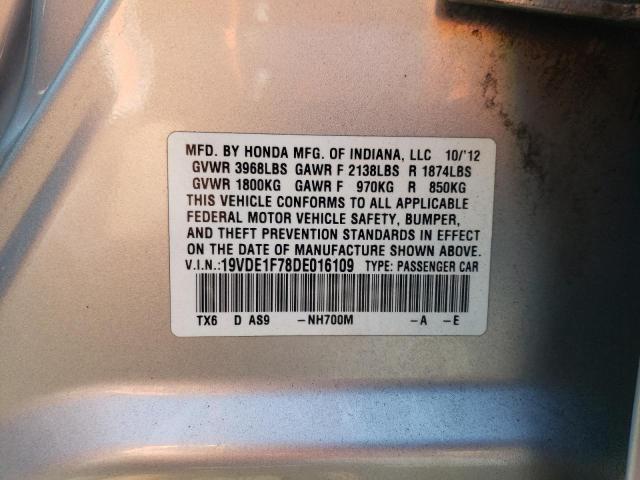 MFD. BY HONDA MFG. OF INDIANA, LLC 10/'12
GVWR 3968LBS GAWR F 2138LBS R 1874LBS
GVWR 1800KG GAWR F 970KG R 850KG
THIS VEHICLE CONFORMS TO ALL APPLICABLE
FEDERAL MOTOR VEHICLE SAFETY, BUMPER,
AND THEFT PREVENTION STANDARDS IN EFFECT
ON THE DATE OF MANUFACTURE SHOWN ABOVE.
V.I.N.:19VDE1F78DE016109 TYPE: PASSENGER CAR
TX6 D AS9 -NH700M -A -E